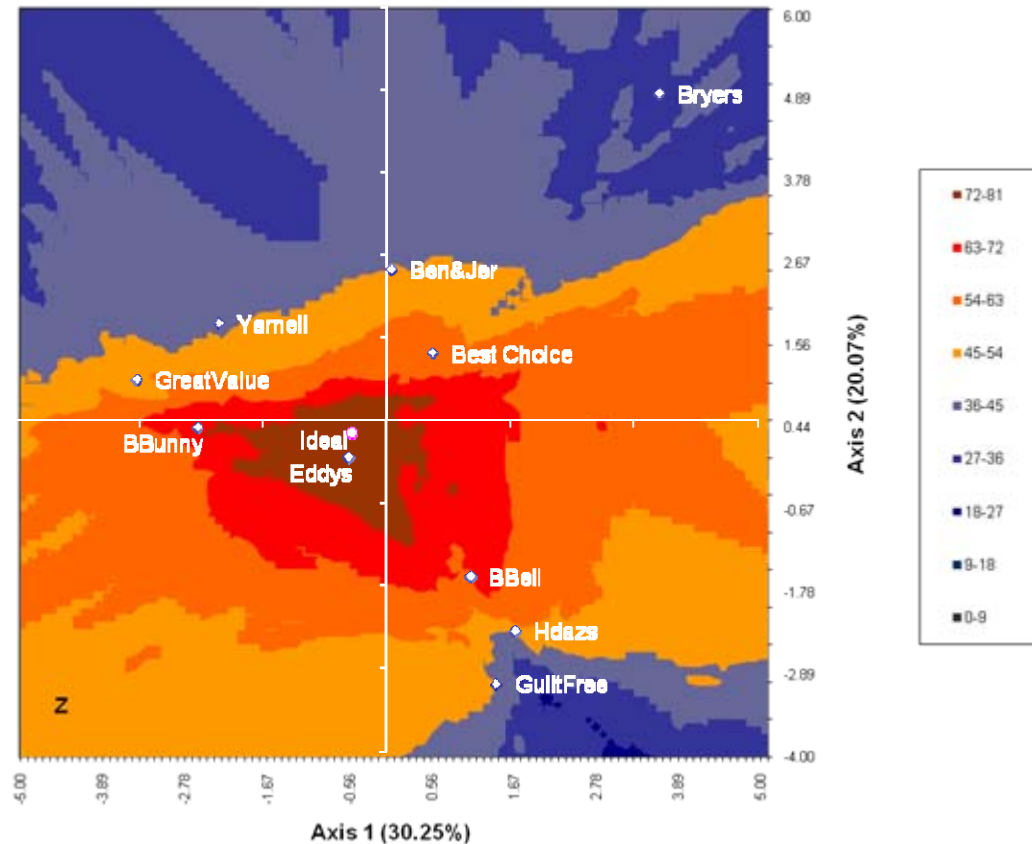 6.00
Bryers
4.89
3.78
2.67
Ben&Jer
1.56
Yarnell
Best Choice
GreatValue
0.44
BBunny
Ideal
Eddys
-0.67
BBell
-1.78
Hdazs
-2.89
GuiltFree
Z
-4.00
Axis 2 (20.07%)
-5.00 -3.89 -2.78 -1.67 -0.56 0.56 1.67 2.78 3.89 5.00
Axis 1 (30.25%)
72-81
63-72
54-63
45-54
36-45
27-36
18-27
9-18
0-9